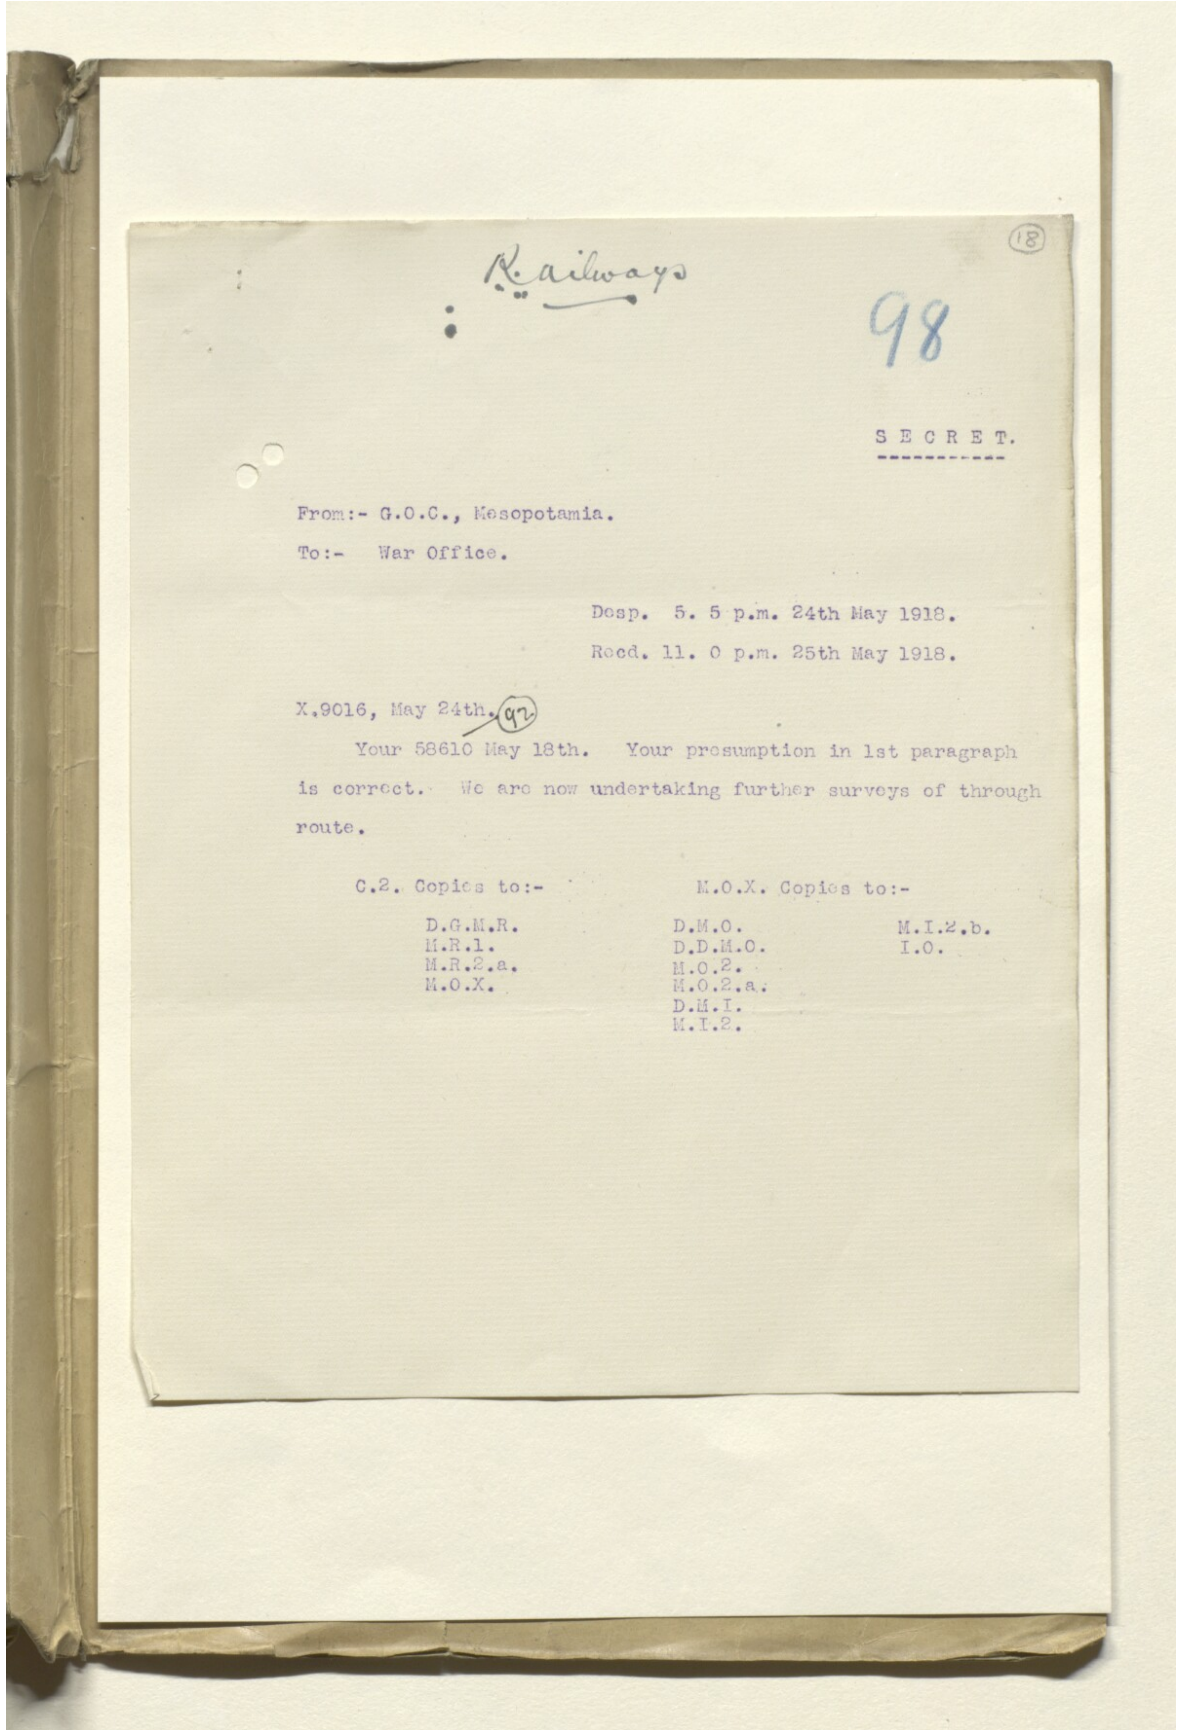 18
Railways
98
SECRET.
From:- G.O.C., Mesopotamia.
To:- War Office.
Desp. 5. 5 p.m. 24th May 1918.
Recd. 11. 0 p.m. 25th May 1918.
X.9016, May 24th. 92
Your 58610 May 18th. Your presumption in 1st paragraph
is correct. We are now undertaking further surveys of through
route.
C.2. Copies to:-
D.G.M.R.
M.R.1.
M.R.2.a.
M.O.X.
M.O.X. Copies to:-
D.M.O.
D.D.M.O.
M.O.2.
M.O.2.a.
D.M.I.
M.I.2.
M.I.2.b.
I.O.